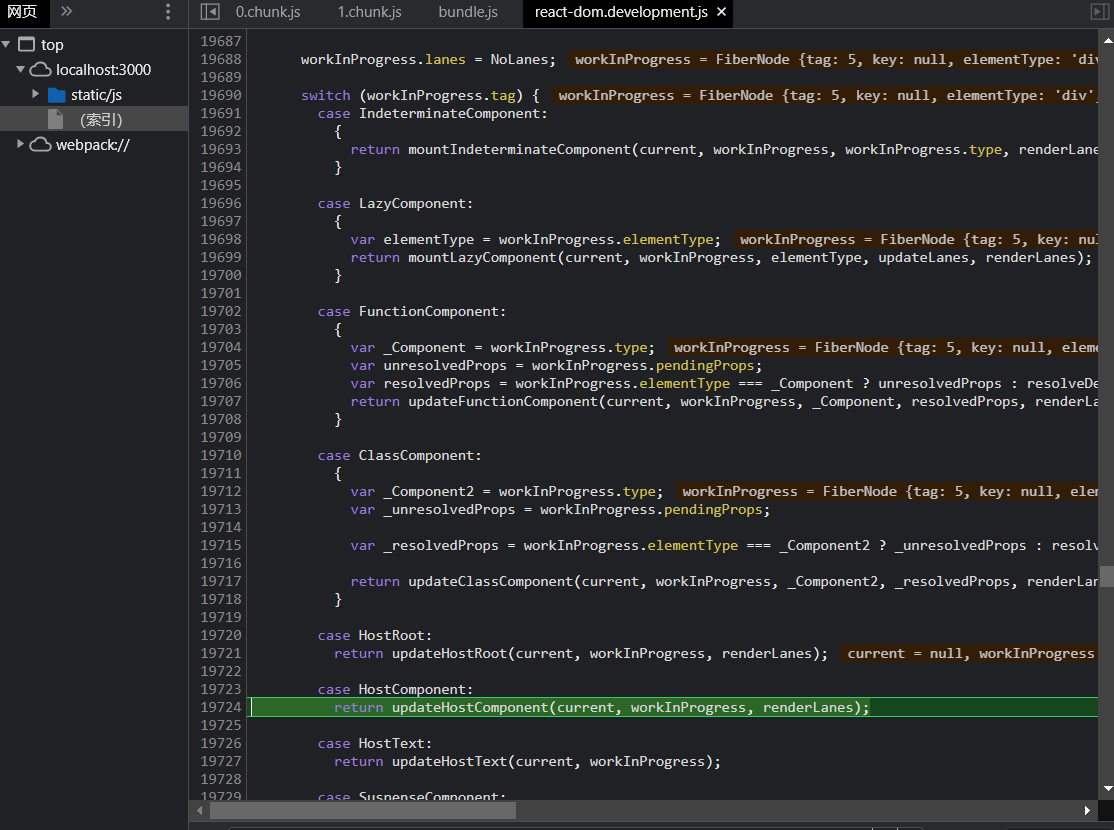 网页
0.chunk.js 1.chunk.js bundle.js react-dom.development.js ×
top
localhost:3000
static/js
(索引)
webpack://
19687
19688 workInProgress.lanes = NoLanes; workInProgress = FiberNode {tag: 5, key: null, elementType: 'div
19689
19690 switch (workInProgress.tag) { workInProgress = FiberNode {tag: 5, key: null, elementType: 'div',
19691 case IndeterminateComponent:
19692 {
19693 return mountIndeterminateComponent(current, workInProgress, workInProgress.type, renderLane
19694 }
19695
19696 case LazyComponent:
19697 {
19698 var elementType = workInProgress.elementType; workInProgress = FiberNode {tag: 5, key: nul
19699 return mountLazyComponent(current, workInProgress, elementType, updateLanes, renderLanes);
19700 }
19701
19702 case FunctionComponent:
19703 {
19704 var _Component = workInProgress.type; workInProgress = FiberNode {tag: 5, key: null, eleme
19705 var unresolvedProps = workInProgress.pendingProps;
19706 var resolvedProps = workInProgress.elementType === _Component ? unresolvedProps : resolveDe
19707 return updateFunctionComponent(current, workInProgress, _Component, resolvedProps, renderLa
19708 }
19709
19710 case ClassComponent:
19711 {
19712 var _Component2 = workInProgress.type; workInProgress = FiberNode {tag: 5, key: null, elem
19713 var _unresolvedProps = workInProgress.pendingProps;
19714
19715 var _resolvedProps = workInProgress.elementType === _Component2 ? _unresolvedProps : resolv
19716
19717 return updateClassComponent(current, workInProgress, _Component2, _resolvedProps, renderLan
19718 }
19719
19720 case HostRoot:
19721 return updateHostRoot(current, workInProgress, renderLanes); current = null, workInProgress
19722
19723 case HostComponent:
19724 return updateHostComponent(current, workInProgress, renderLanes);
19725
19726 case HostText:
19727 return updateHostText(current, workInProgress);
19728
19729 case SuspenseComponent: